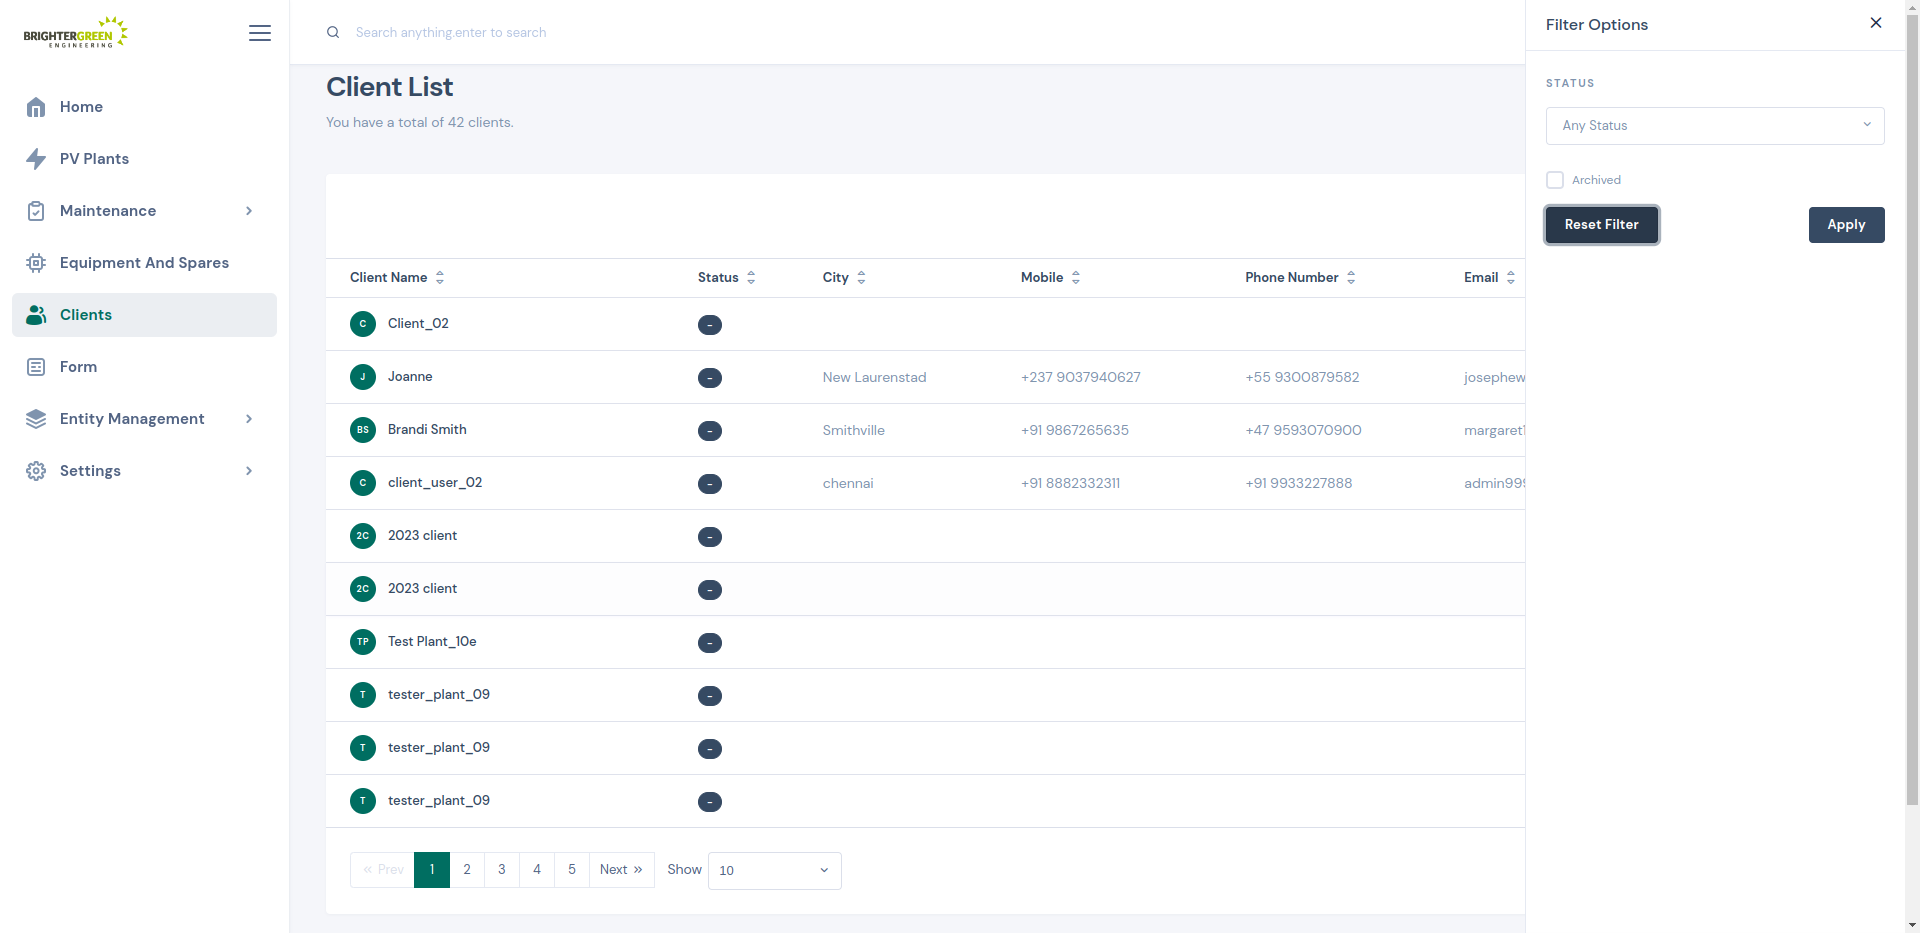 BRIGHTERGREEN
ENGINEERING
Home
PV Plants
Maintenance
Equipment And Spares
Clients
Form
Entity Management
Settings
Search anything.enter to search
Client List
You have a total of 42 clients.
Client Name Status City Mobile Phone Number Email
C Client_02 -
J Joanne - New Laurenstad +237 9037940627 +55 9300879582 josephew
BS Brandi Smith - Smithville +91 9867265635 +47 9593070900 margaret1
C client_user_02 - chennai +91 8882332311 +91 9933227888 admin999
2C 2023 client -
2C 2023 client -
TP Test Plant_10e -
T tester_plant_09 -
T tester_plant_09 -
T tester_plant_09 -
« Prev 1 2 3 4 5 Next » Show 10
Filter Options
STATUS
Any Status
Archived
Reset Filter Apply